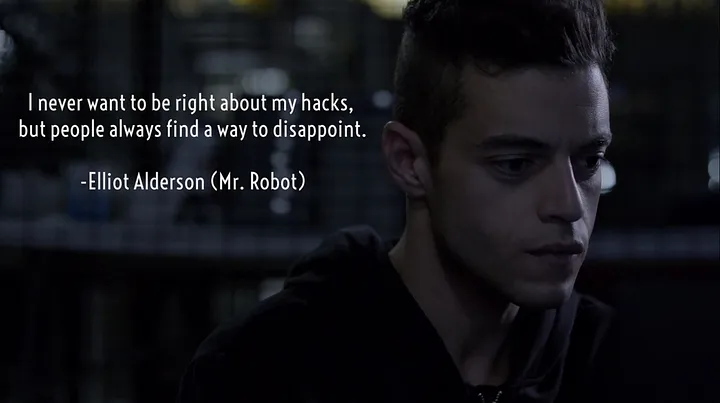 I never want to be right about my hacks,
but people always find a way to disappoint.
-Elliot Alderson (Mr. Robot)